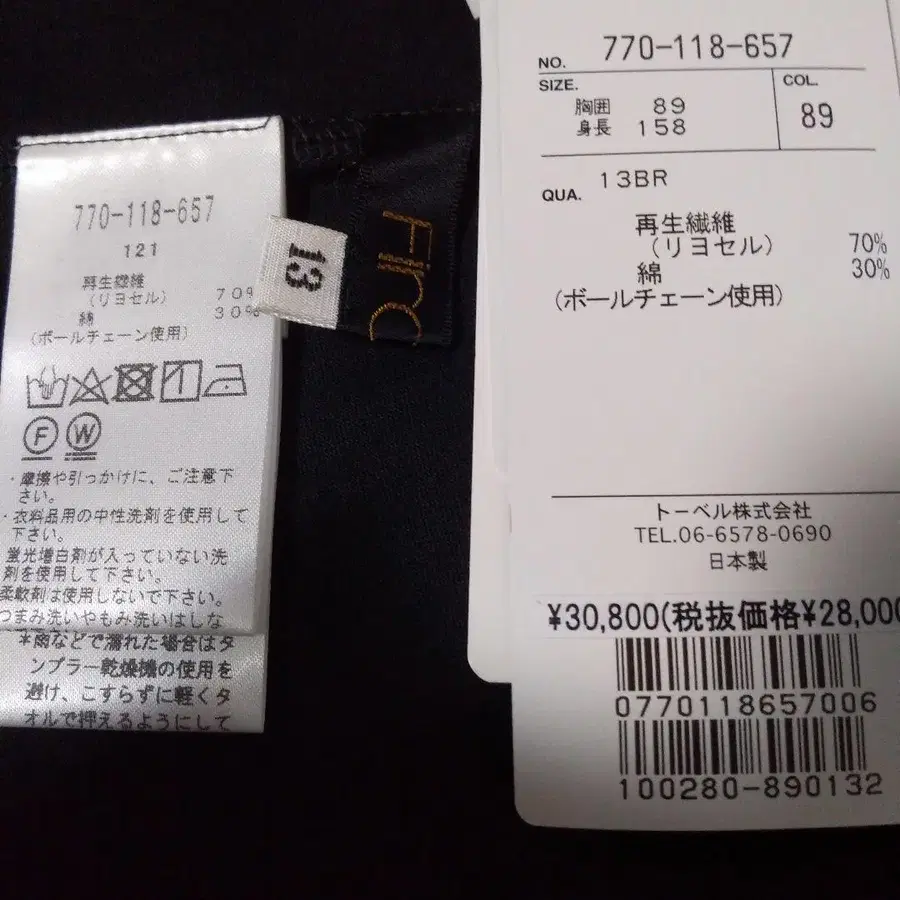 770-118-657
121
再生繊維
(リヨセル) 70%
綿 30%
(ボールチェーン使用)
F W
・摩擦や引っかけに、ご注意下
さい。
・衣料品用の中性洗剤を使用して
下さい。
蛍光増白剤が入っていない洗
剤を使用して下さい。
柔軟剤は使用しないで下さい。
つまみ洗いやもみ洗いはしな
*雨などで濡れた場合はタ
ンブラー乾燥機の使用を
避け、こすらずに軽くタ
オルで押えるようにして
13
NO. 770-118-657
SIZE.
胸囲 89
身長 158
COL.
89
QUA. 13BR
再生繊維
(リヨセル) 70%
綿 30%
(ボールチェーン使用)
トーベル株式会社
TEL.06-6578-0690
日本製
¥30,800(税抜価格¥28,000
0770118657006
100280-890132